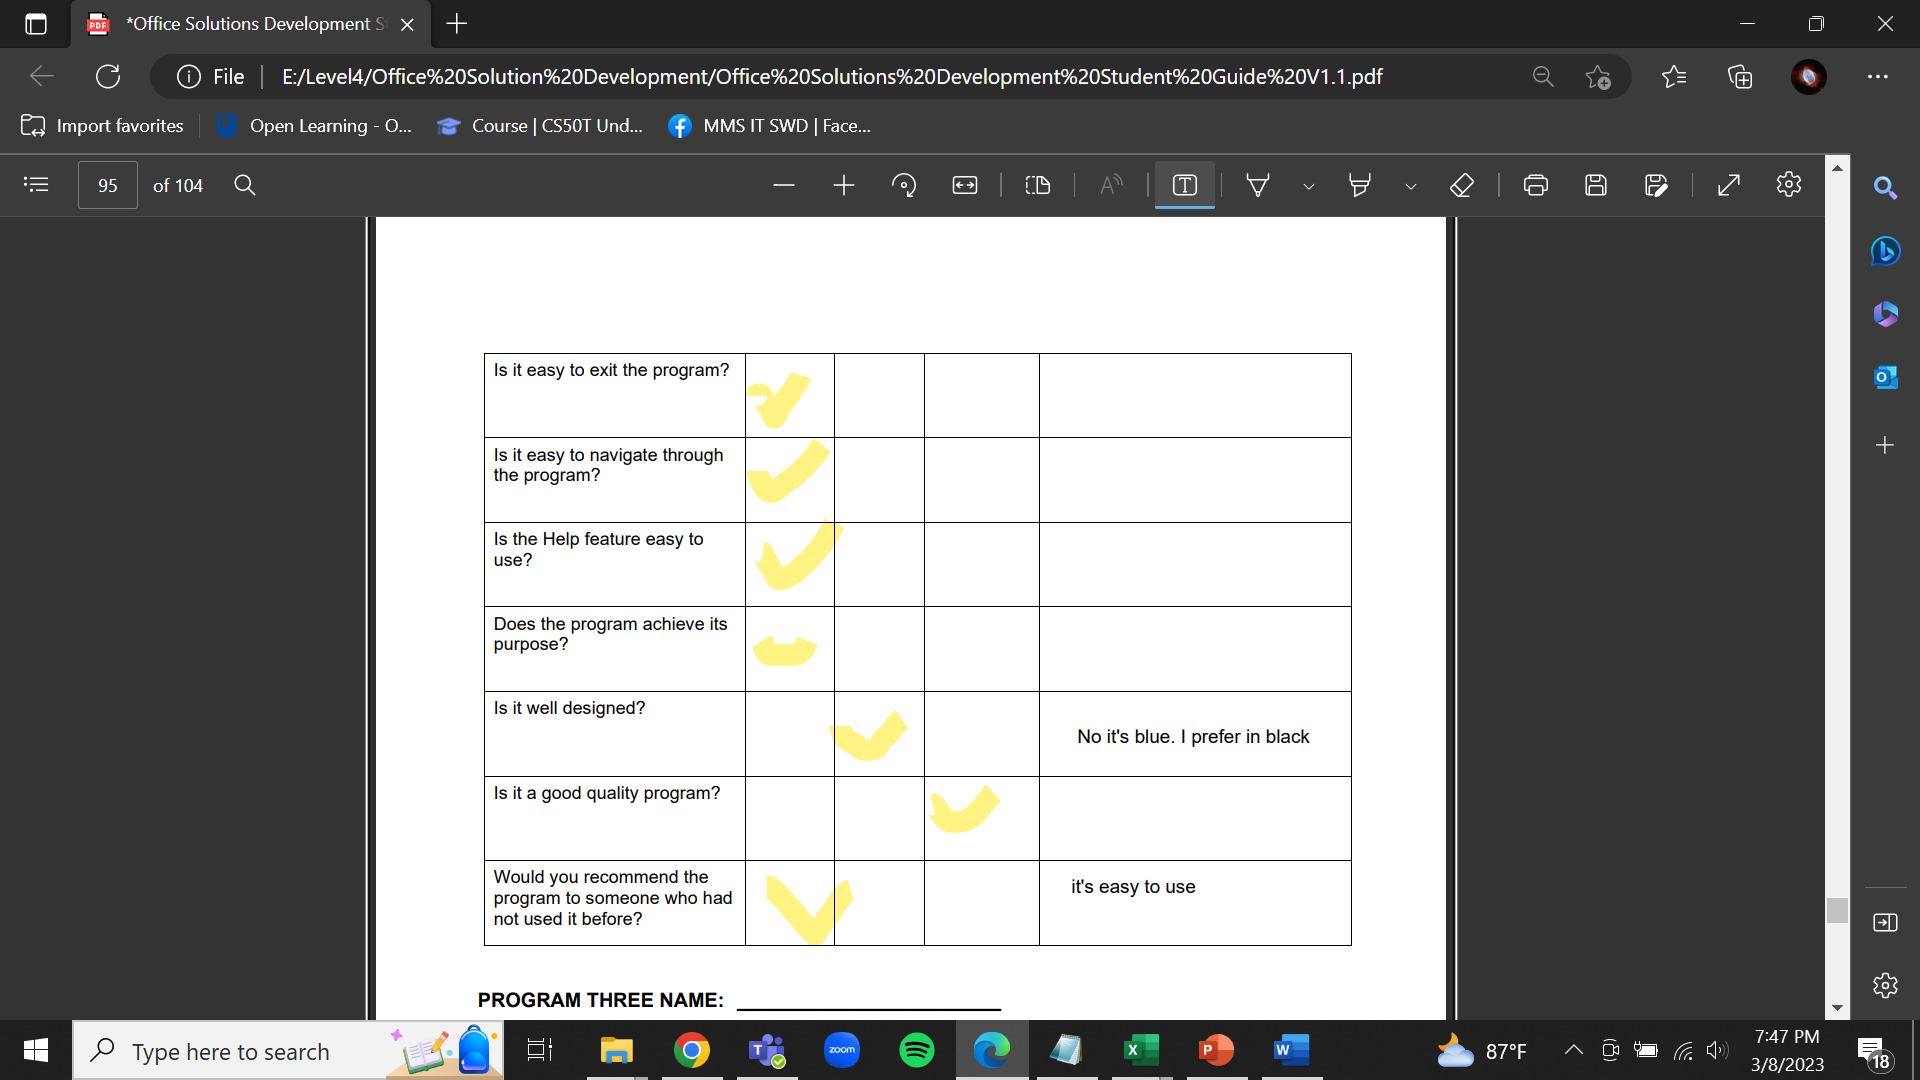 *Office Solutions Development S
File
E:/Level4/Office%20Solution%20Development/Office%20Solutions%20Development%20Student%20Guide%20V1.1.pdf
Import favorites
Open Learning - O...
Course | CS50T Und...
MMS IT SWD | Face...
95
of 104
Is it easy to exit the program?
Is it easy to navigate through
the program?
Is the Help feature easy to
use?
Does the program achieve its
purpose?
Is it well designed?
No it's blue. I prefer in black
Is it a good quality program?
Would you recommend the
program to someone who had
not used it before?
it's easy to use
PROGRAM THREE NAME:
Type here to search
zoom
87°F
7:47 PM
3/8/2023
18